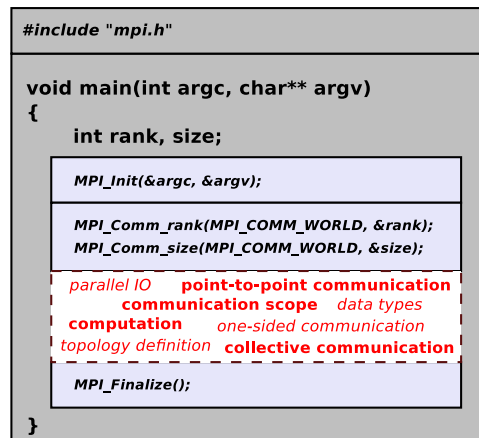 #include "mpi.h"
void main(int argc, char** argv)
{
int rank, size;
MPI_Init(&argc, &argv);
MPI_Comm_rank(MPI_COMM_WORLD, &rank);
MPI_Comm_size(MPI_COMM_WORLD, &size);
parallel IO point-to-point communication
communication scope data types
computation one-sided communication
topology definition collective communication
MPI_Finalize();
}